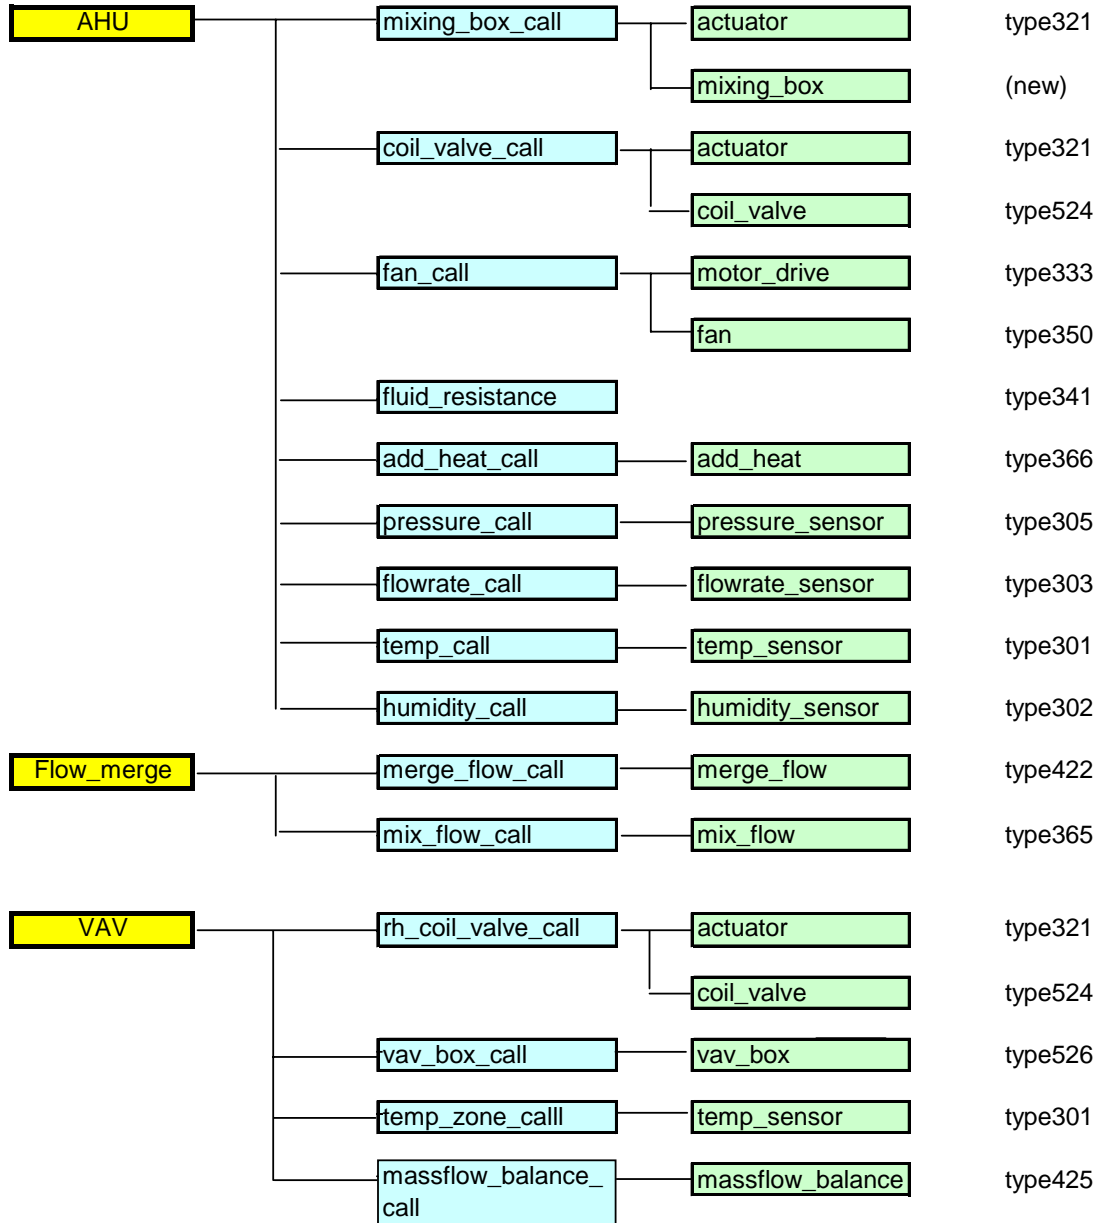 AHU mixing_box_call actuator type321
mixing_box (new)
coil_valve_call actuator type321
coil_valve type524
fan_call motor_drive type333
fan type350
fluid_resistance type341
add_heat_call add_heat type366
pressure_call pressure_sensor type305
flowrate_call flowrate_sensor type303
temp_call temp_sensor type301
humidity_call humidity_sensor type302
Flow_merge merge_flow_call merge_flow type422
mix_flow_call mix_flow type365
VAV rh_coil_valve_call actuator type321
coil_valve type524
vav_box_call vav_box type526
temp_zone_calll temp_sensor type301
massflow_balance_ massflow_balance type425
call